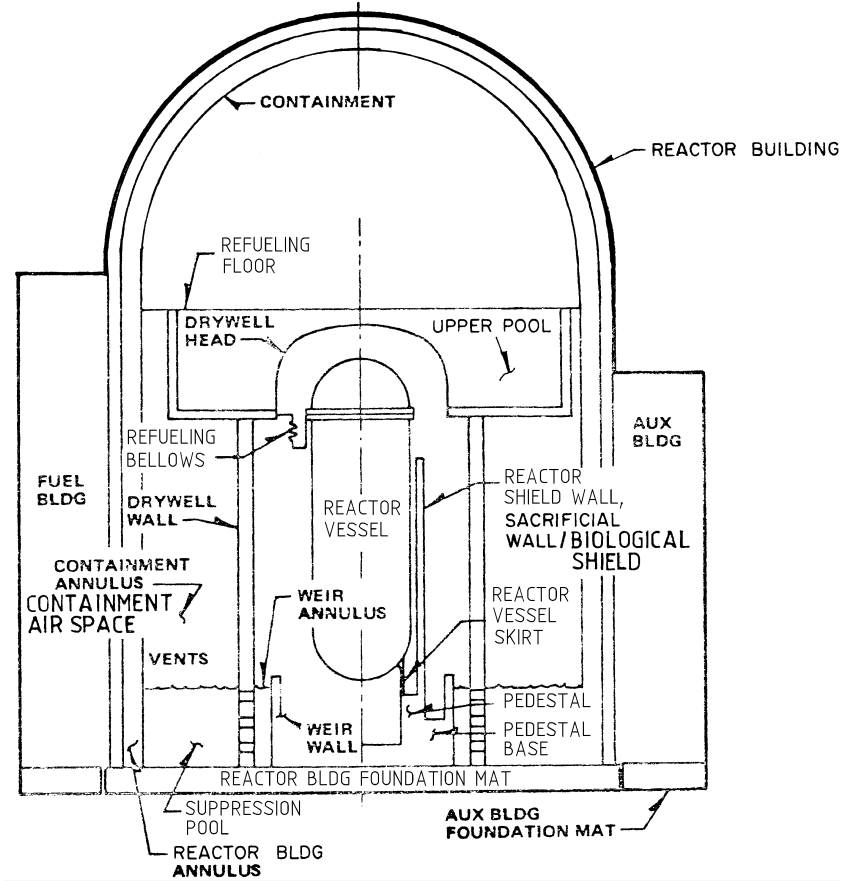 CONTAINMENT
REACTOR BUILDING
REFUELING
FLOOR
DRYWELL
HEAD
UPPER POOL
REFUELING
BELLOWS
AUX
BLDG
FUEL
BLDG
DRYWELL
WALL
REACTOR
VESSEL
REACTOR
SHIELD WALL,
SACRIFICIAL
WALL/BIOLOGICAL
SHIELD
CONTAINMENT
ANNULUS
CONTAINMENT
AIR SPACE
WEIR
ANNULUS
REACTOR
VESSEL
SKIRT
VENTS
WEIR
WALL
PEDESTAL
PEDESTAL
BASE
REACTOR BLDG FOUNDATION MAT
SUPPRESSION
POOL
AUX BLDG
FOUNDATION MAT
REACTOR BLDG
ANNULUS